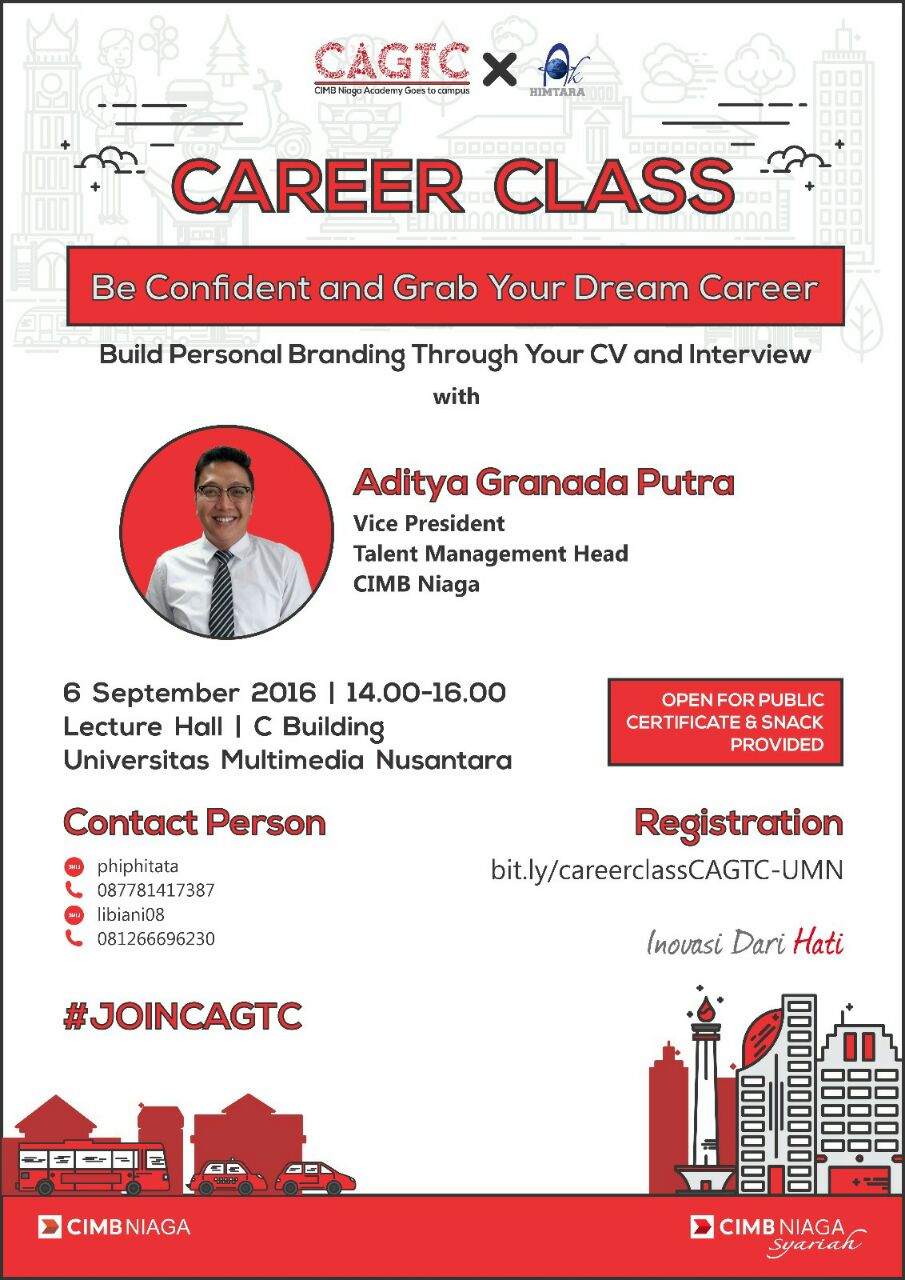 CAGTC
CIMB Niaga Academy Goes to campus
HIMTARA
CAREER CLASS
Be Confident and Grab Your Dream Career
Build Personal Branding Through Your CV and Interview
with
Aditya Granada Putra
Vice President
Talent Management Head
CIMB Niaga
6 September 2016 | 14.00-16.00
Lecture Hall | C Building
Universitas Multimedia Nusantara
OPEN FOR PUBLIC
CERTIFICATE & SNACK
PROVIDED
Contact Person
phiphitata
087781417387
libiani08
081266696230
Registration
bit.ly/careerclassCAGTC-UMN
Inovasi Dari Hati
#JOINCAGTC
CIMB NIAGA
CIMB NIAGA
Syariah